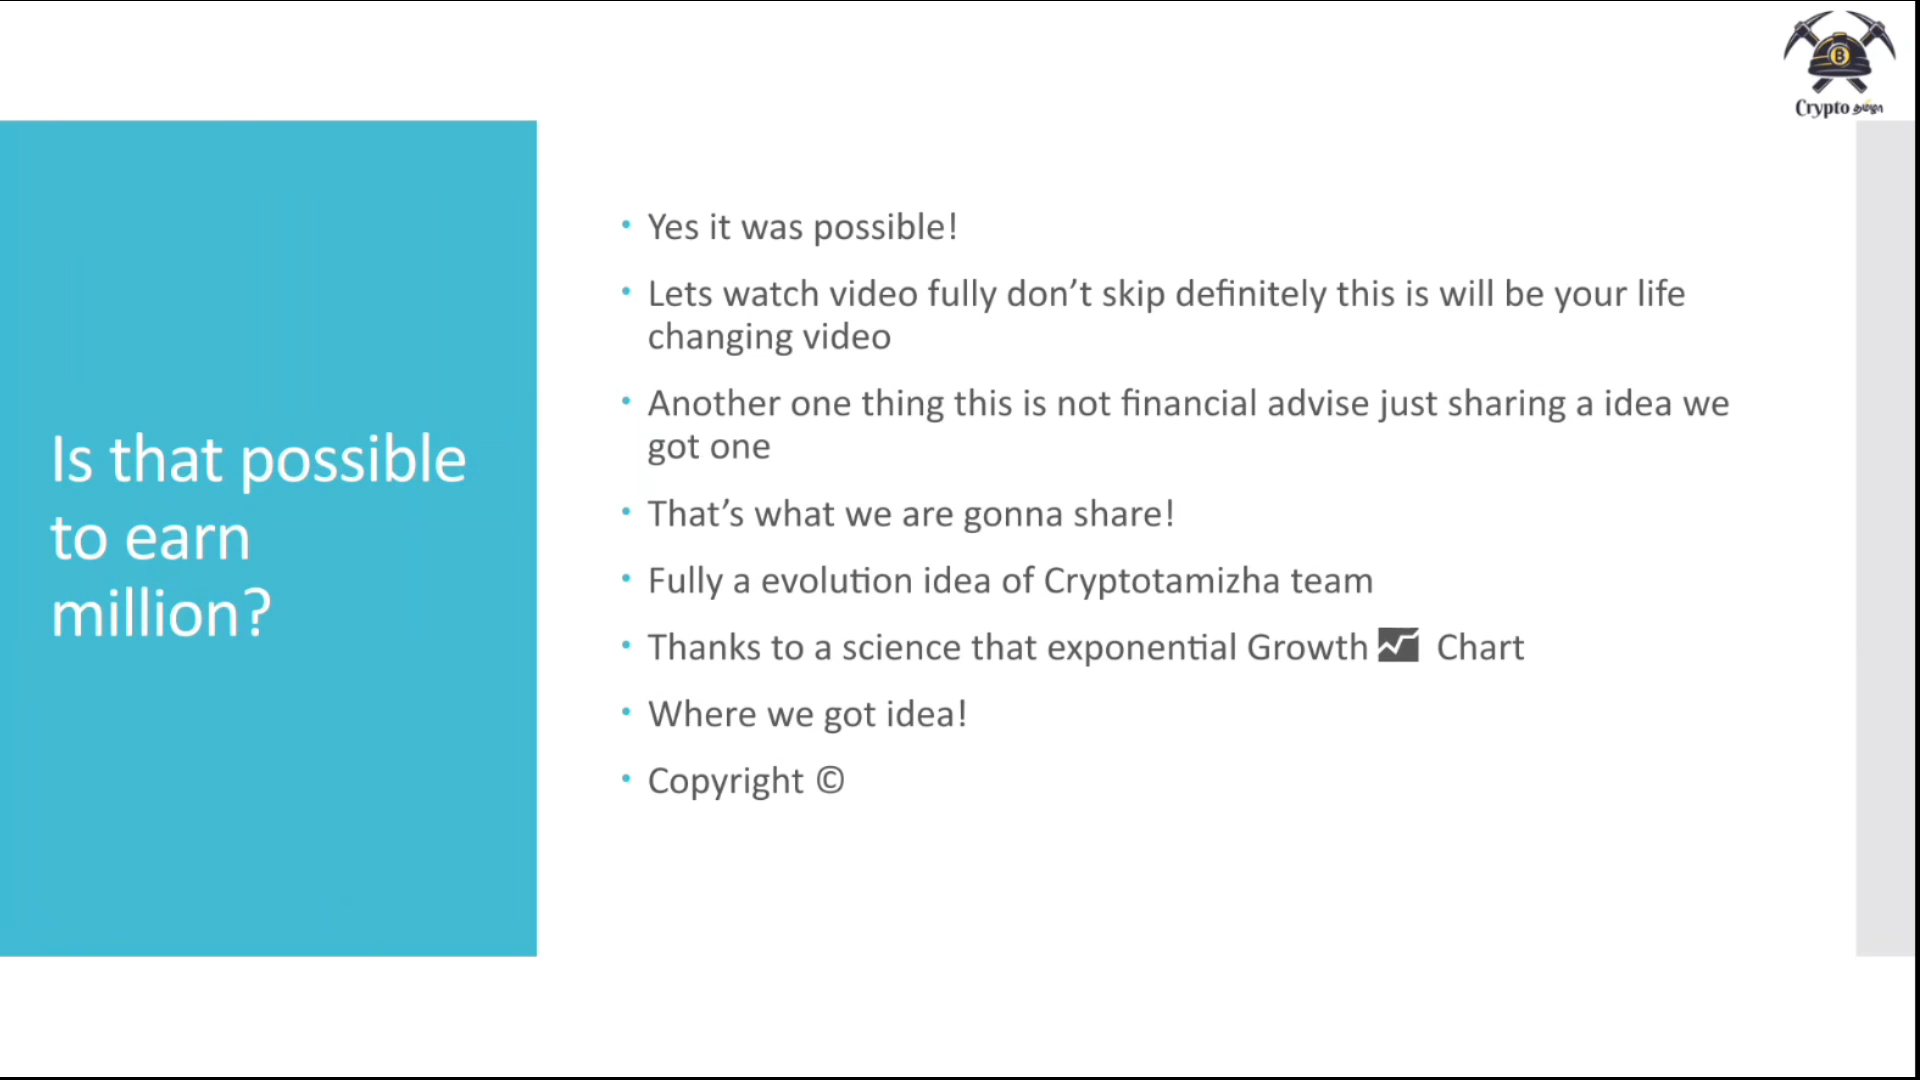 Crypto தமிழா
Is that possible
to earn
million?
• Yes it was possible!
• Lets watch video fully don’t skip definitely this is will be your life
changing video
• Another one thing this is not financial advise just sharing a idea we
got one
• That’s what we are gonna share!
• Fully a evolution idea of Cryptotamizha team
• Thanks to a science that exponential Growth Chart
• Where we got idea!
• Copyright ©